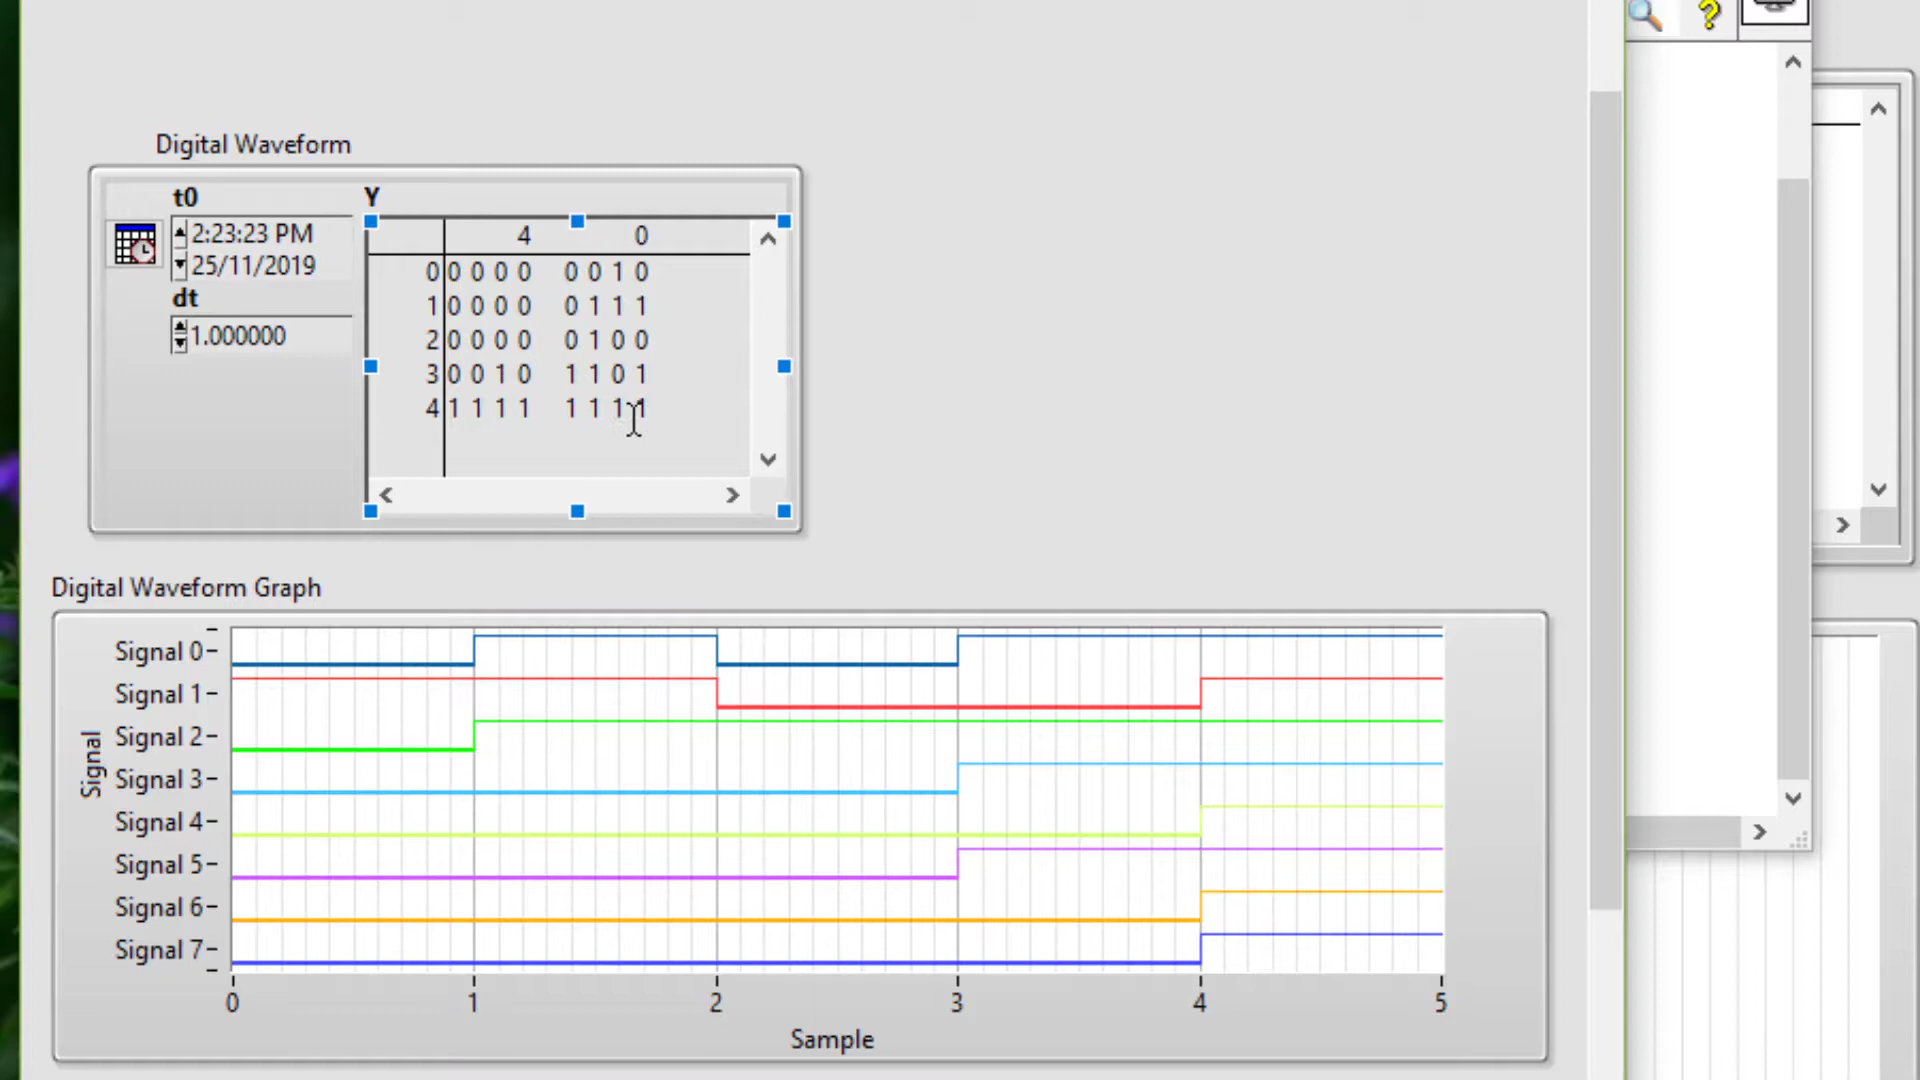 Digital Waveform
t0
Y
2:23:23 PM
25/11/2019
dt
1.000000
4 0
0 0 0 0 0 0 0 1 0
1 0 0 0 0 0 1 1 1
2 0 0 0 0 0 1 0 0
3 0 0 1 0 1 1 0 1
4 1 1 1 1 1 1 1 1
Digital Waveform Graph
Signal 0
Signal 1
Signal 2
Signal 3
Signal 4
Signal 5
Signal 6
Signal 7
Signal
0 1 2 3 4 5
Sample